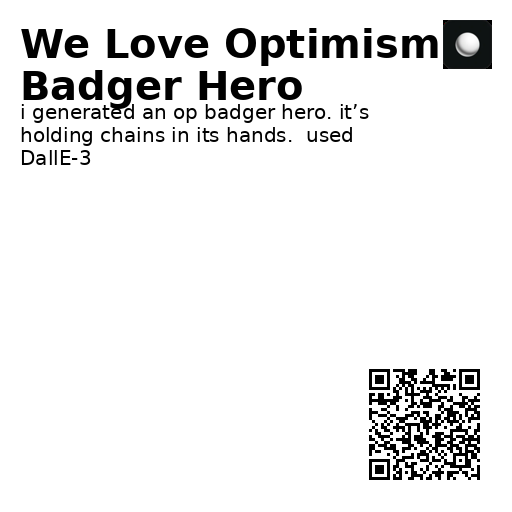 We Love Optimism
Badger Hero
i generated an op badger hero. it’s
holding chains in its hands.  used
DallE-3